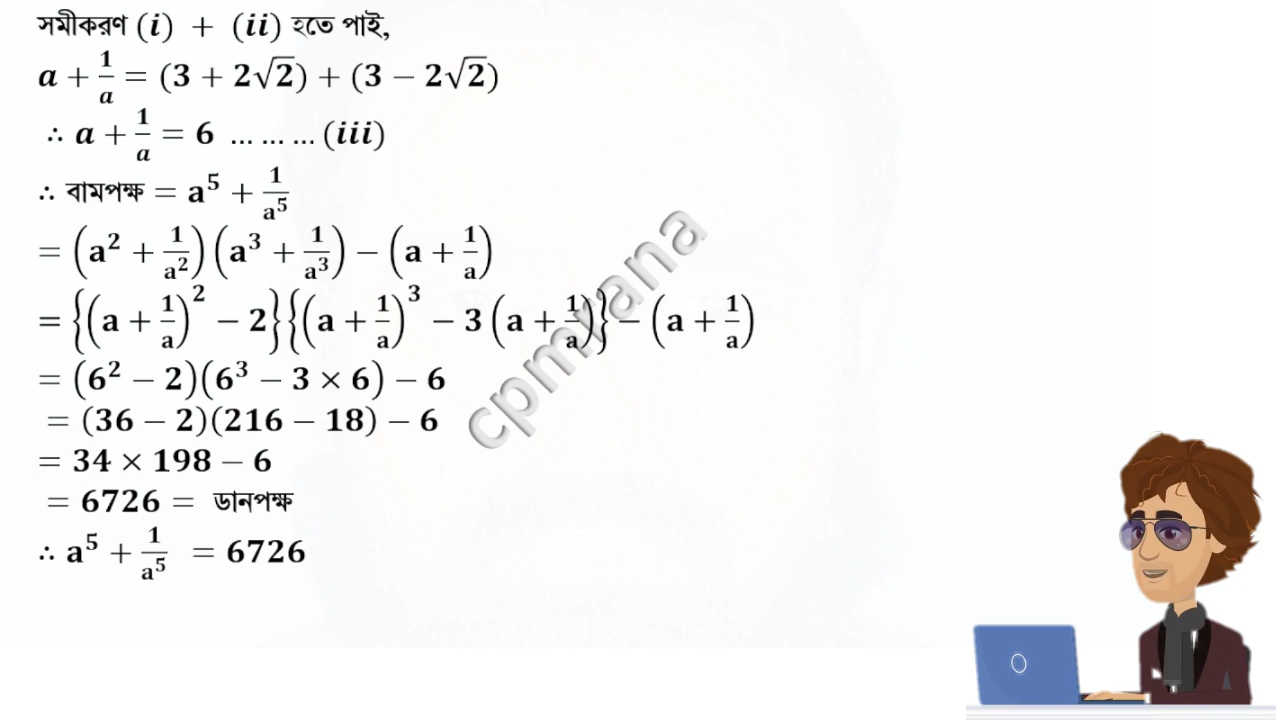 সমীকরণ (i) + (ii) হতে পাই,
a + 1/a = (3 + 2√2) + (3 − 2√2)
∴ a + 1/a = 6 ... ... ... (iii)
∴ বামপক্ষ = a⁵ + 1/a⁵
= (a² + 1/a²)(a³ + 1/a³) − (a + 1/a)
= {(a + 1/a)² − 2}{(a + 1/a)³ − 3(a + 1/a)} − (a + 1/a)
= (6² − 2)(6³ − 3 × 6) − 6
= (36 − 2)(216 − 18) − 6
= 34 × 198 − 6
= 6726 = ডানপক্ষ
∴ a⁵ + 1/a⁵ = 6726
cpmrana